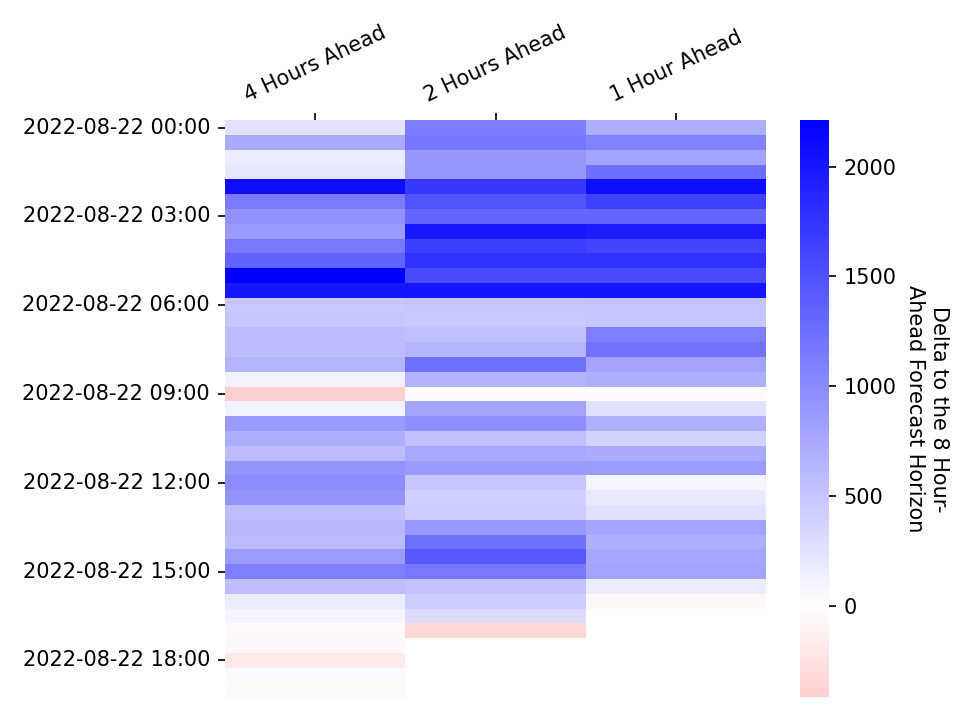 4 Hours Ahead
2 Hours Ahead
1 Hour Ahead
2022-08-22 00:00
2022-08-22 03:00
2022-08-22 06:00
2022-08-22 09:00
2022-08-22 12:00
2022-08-22 15:00
2022-08-22 18:00
2000
1500
1000
500
0
Delta to the 8 Hour-
Ahead Forecast Horizon